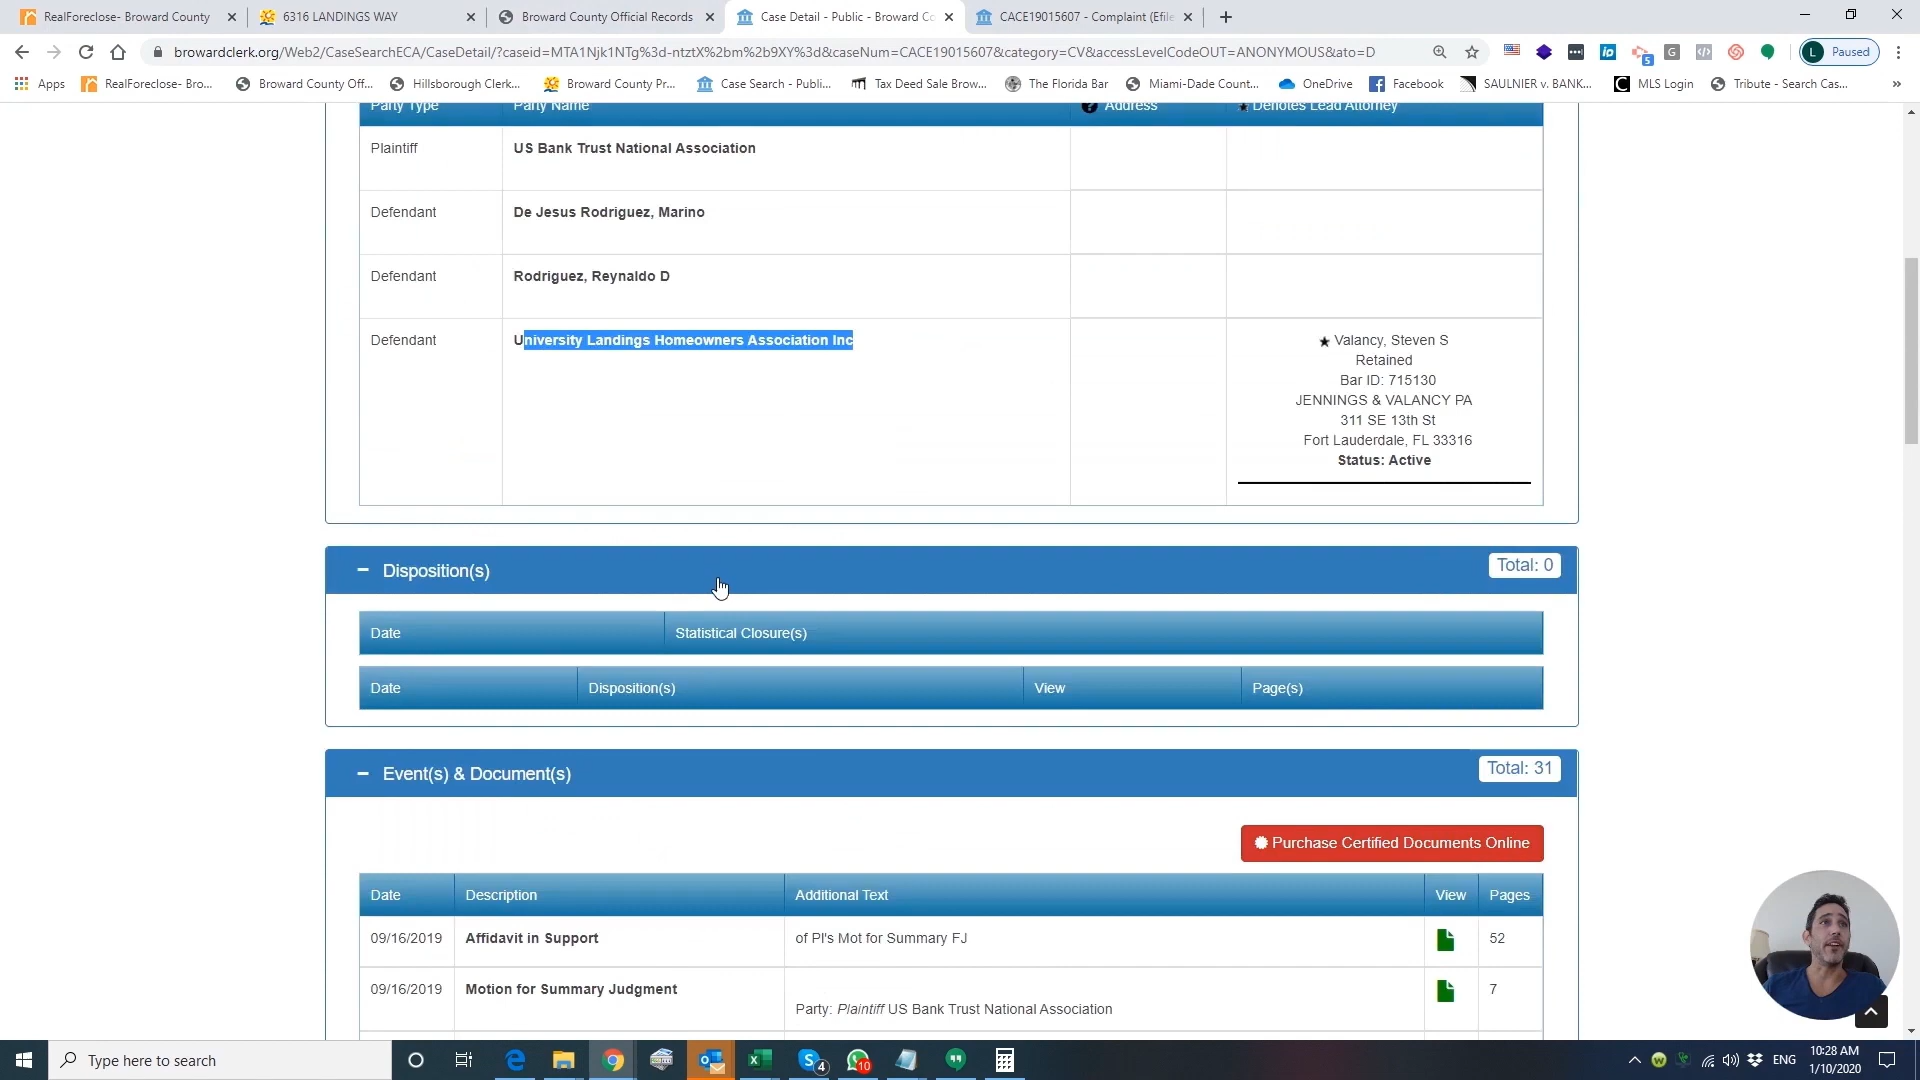 RealForeclose- Broward County
6316 LANDINGS WAY
Broward County Official Records
Case Detail - Public - Broward Co
CACE19015607 - Complaint (Efile
browardclerk.org/Web2/CaseSearchECA/CaseDetail/?caseid=MTA1Njk1NTg%3d-ntztX%2bm%2b9XY%3d&caseNum=CACE19015607&category=CV&accessLevelCodeOUT=ANONYMOUS&ato=D
5
L Paused
Apps
RealForeclose- Bro...
Broward County Off...
Hillsborough Clerk...
Broward County Pr...
Case Search - Publi...
Tax Deed Sale Brow...
The Florida Bar
Miami-Dade Count...
OneDrive
Facebook
SAULNIER v. BANK...
MLS Login
Tribute - Search Cas...
»
Party Type Party Name Address Denotes Lead Attorney
Plaintiff US Bank Trust National Association
Defendant De Jesus Rodriguez, Marino
Defendant Rodriguez, Reynaldo D
Defendant University Landings Homeowners Association Inc ★ Valancy, Steven S
Retained
Bar ID: 715130
JENNINGS & VALANCY PA
311 SE 13th St
Fort Lauderdale, FL 33316
Status: Active
Disposition(s) Total: 0
Date Statistical Closure(s)
Date Disposition(s) View Page(s)
Event(s) & Document(s) Total: 31
Purchase Certified Documents Online
Date Description Additional Text View Pages
09/16/2019 Affidavit in Support of Pl's Mot for Summary FJ 52
09/16/2019 Motion for Summary Judgment 7
Party: Plaintiff US Bank Trust National Association
Type here to search
4
10
ENG
10:28 AM
1/10/2020